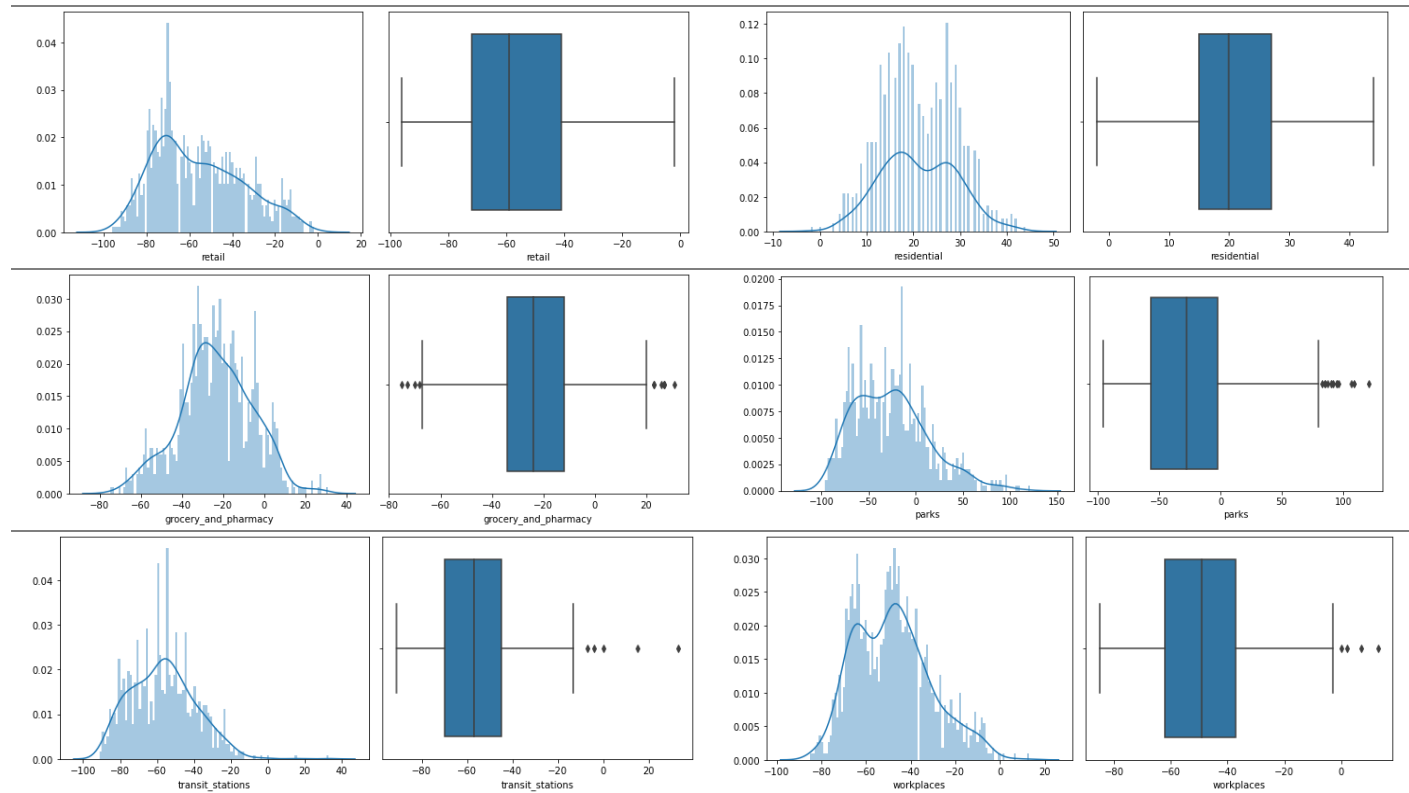 0.04
0.03
0.02
0.01
0.00
−100 −80 −60 −40 −20 0 20
retail
−100 −80 −60 −40 −20 0
retail
0.12
0.10
0.08
0.06
0.04
0.02
0.00
−10 0 10 20 30 40 50
residential
0 10 20 30 40
residential
0.030
0.025
0.020
0.015
0.010
0.005
0.000
−80 −60 −40 −20 0 20 40
grocery_and_pharmacy
−80 −60 −40 −20 0 20
grocery_and_pharmacy
0.0200
0.0175
0.0150
0.0125
0.0100
0.0075
0.0050
0.0025
0.0000
−100 −50 0 50 100 150
parks
−100 −50 0 50 100
parks
0.04
0.03
0.02
0.01
0.00
−100 −80 −60 −40 −20 0 20 40
transit_stations
−80 −60 −40 −20 0 20
transit_stations
0.030
0.025
0.020
0.015
0.010
0.005
0.000
−100 −80 −60 −40 −20 0 20
workplaces
−80 −60 −40 −20 0
workplaces